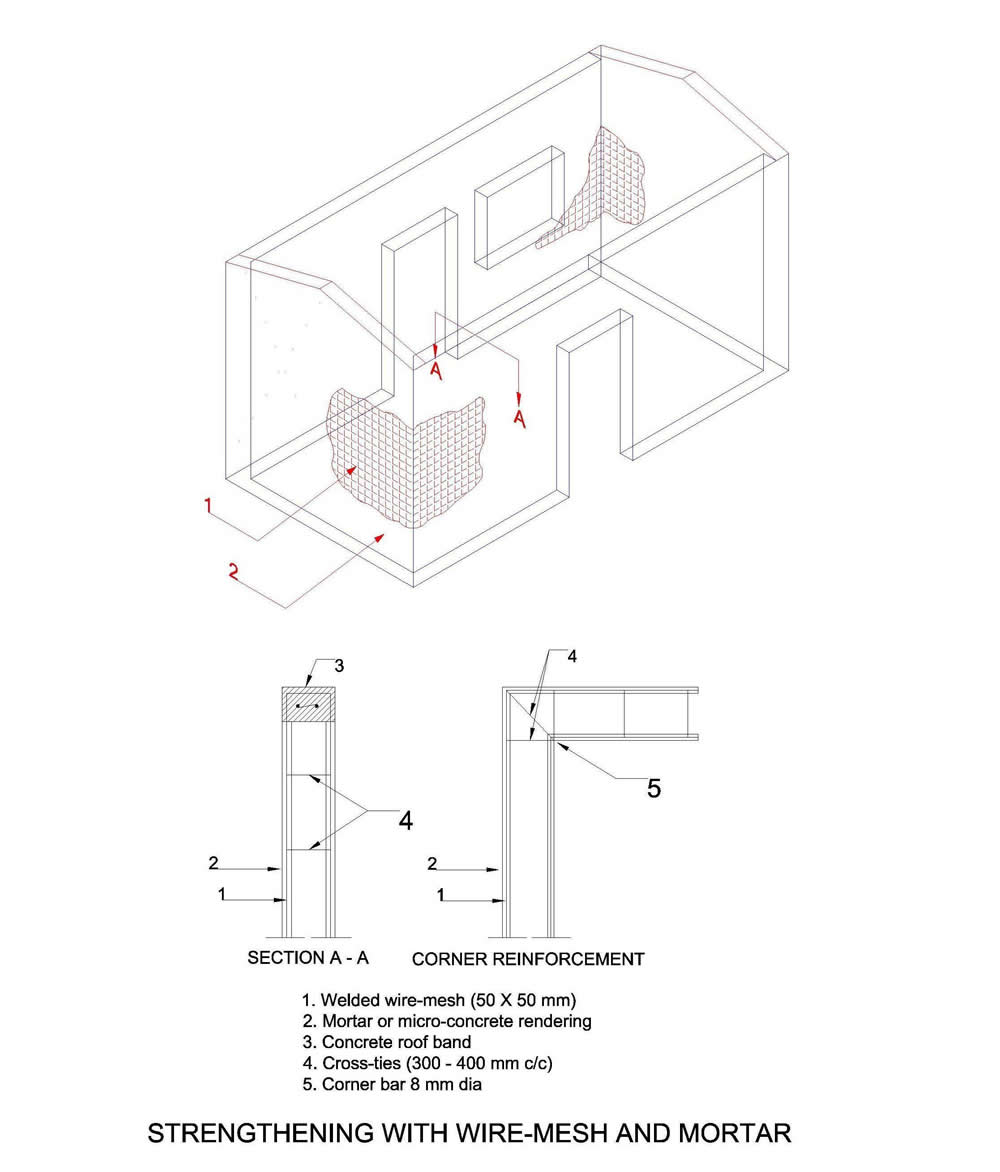 A
A
1
2
3
4
4
5
2
1
2
1
SECTION A - A
CORNER REINFORCEMENT
1. Welded wire-mesh (50 X 50 mm)
2. Mortar or micro-concrete rendering
3. Concrete roof band
4. Cross-ties (300 - 400 mm c/c)
5. Corner bar 8 mm dia
STRENGTHENING WITH WIRE-MESH AND MORTAR